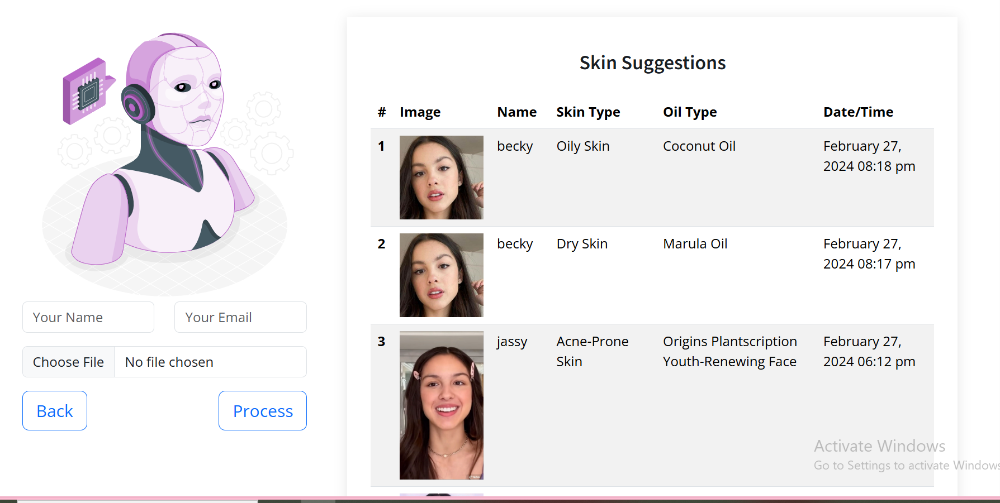 Skin Suggestions
# Image Name Skin Type Oil Type Date/Time
1 becky Oily Skin Coconut Oil February 27,
2024 08:18 pm
2 becky Dry Skin Marula Oil February 27,
2024 08:17 pm
3 jassy Acne-Prone Origins Plantscription February 27,
Skin Youth-Renewing Face 2024 06:12 pm
Your Name Your Email
Choose File No file chosen
Back Process
Activate Windows
Go to Settings to activate Windows